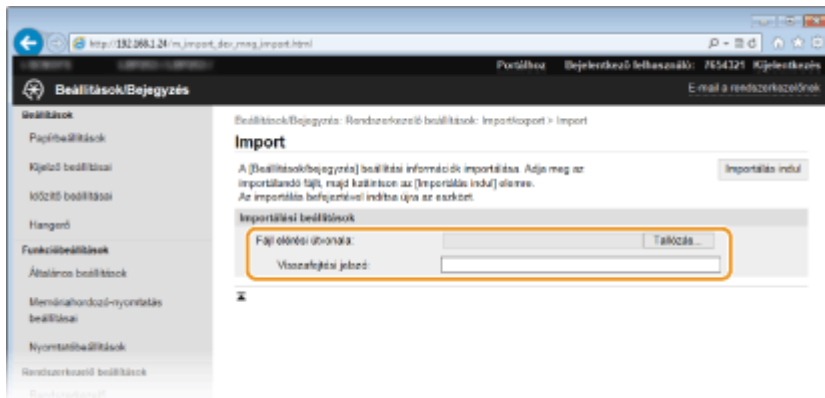 http://192.168.1.24/m_import_dev_mng_import.html
Portálhoz Bejelentkező felhasználó: 7654321 Kijelentkezés
Beállítások/Bejegyzés E-mail a rendszerkezelőnek
Beállítások
Papírbeállítások
Kijelző beállításai
Időzítő beállításai
Hangerő
Funkcióbeállítások
Általános beállítások
Memóriahordozó-nyomtatás
beállításai
Nyomtatóbeállítások
Rendszerkezelő beállítások
Beállítások/Bejegyzés: Rendszerkezelő beállítások: Import/export > Import
Import
A [Beállítások/bejegyzés] beállítási információk importálása. Adja meg az
importálandó fájlt, majd kattintson az [Importálás indul] elemre.
Az importálás befejeztével indítsa újra az eszközt.
Importálás indul
Importálási beállítások
Fájl elérési útvonala: Tallózás...
Visszafejtési jelszó: